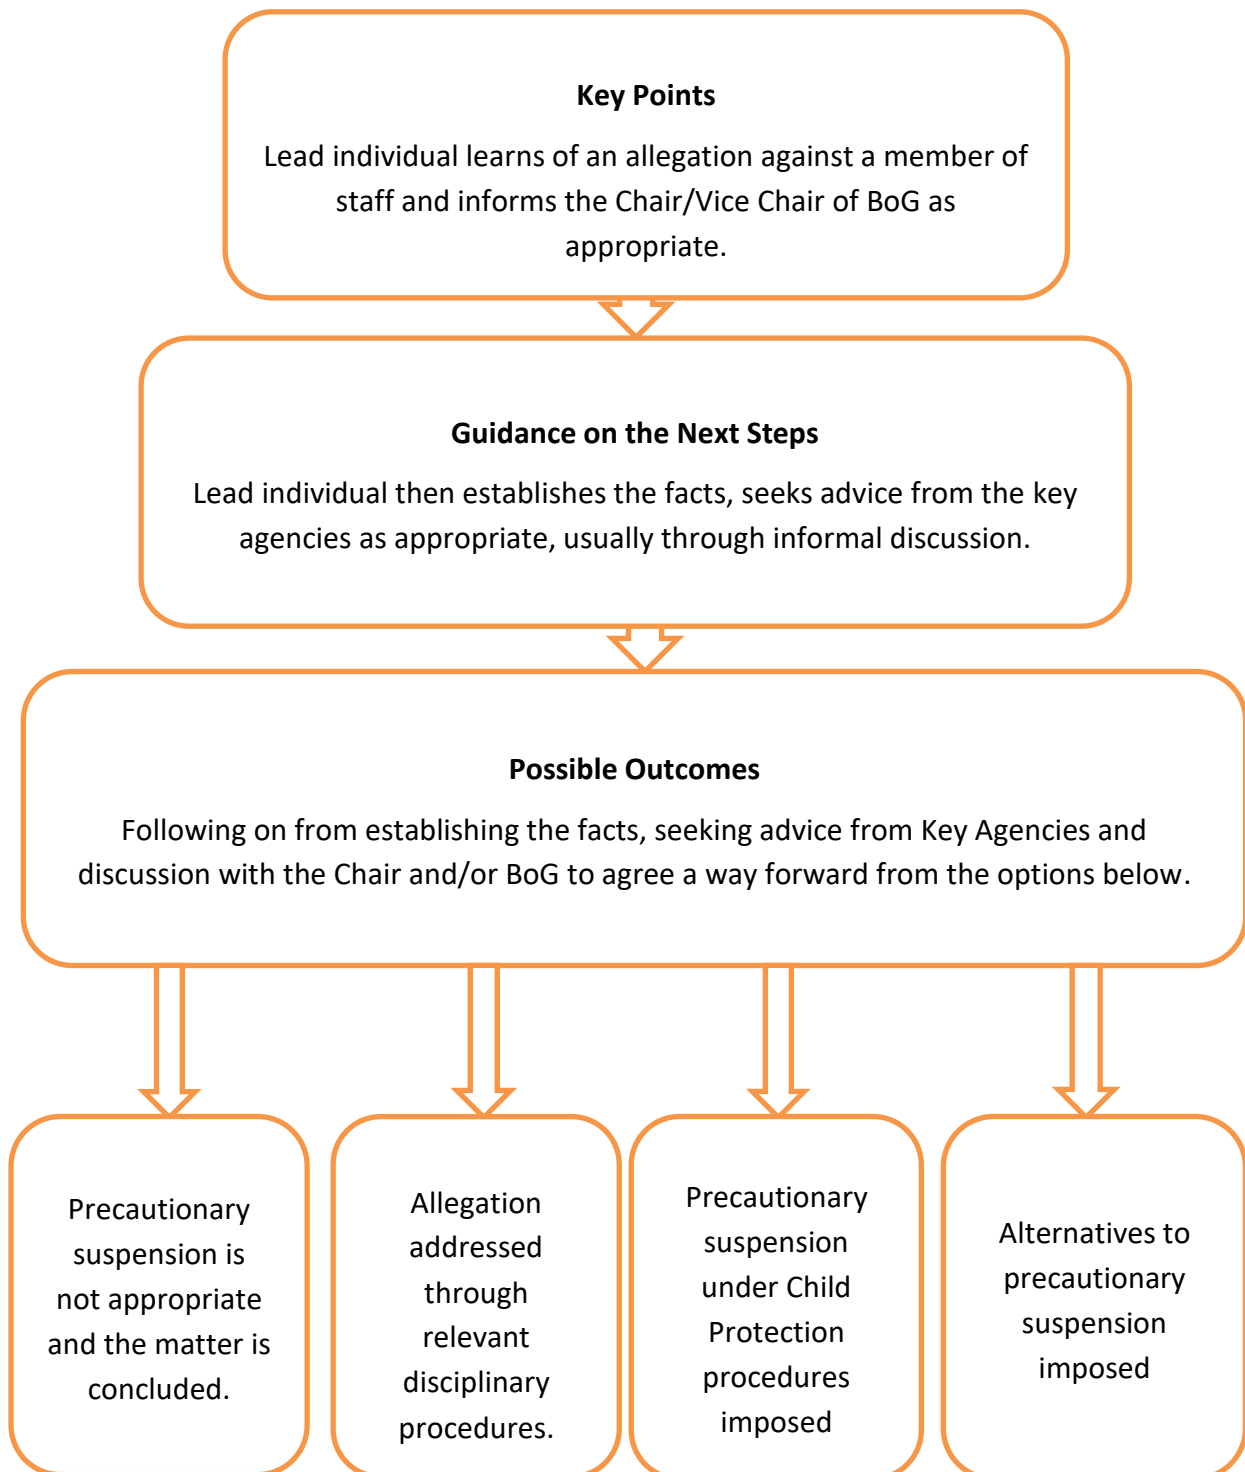 Key Points
Lead individual learns of an allegation against a member of
staff and informs the Chair/Vice Chair of BoG as
appropriate.
Guidance on the Next Steps
Lead individual then establishes the facts, seeks advice from the key
agencies as appropriate, usually through informal discussion.
Possible Outcomes
Following on from establishing the facts, seeking advice from Key Agencies and
discussion with the Chair and/or BoG to agree a way forward from the options below.
Precautionary
suspension is
not appropriate
and the matter is
concluded.
Allegation
addressed
through
relevant
disciplinary
procedures.
Precautionary
suspension
under Child
Protection
procedures
imposed
Alternatives to
precautionary
suspension
imposed